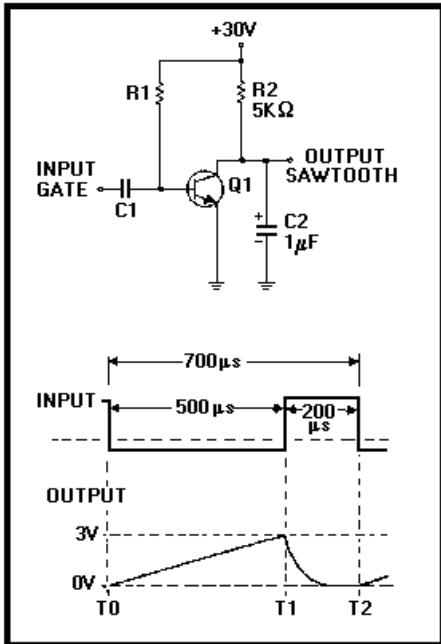 +30V
R1
R2
5KΩ
INPUT
GATE
C1
Q1
OUTPUT
SAWTOOTH
+
C2
1µF
−
700µs
INPUT
500µs
200
µs
OUTPUT
3V
0V
T0 T1 T2